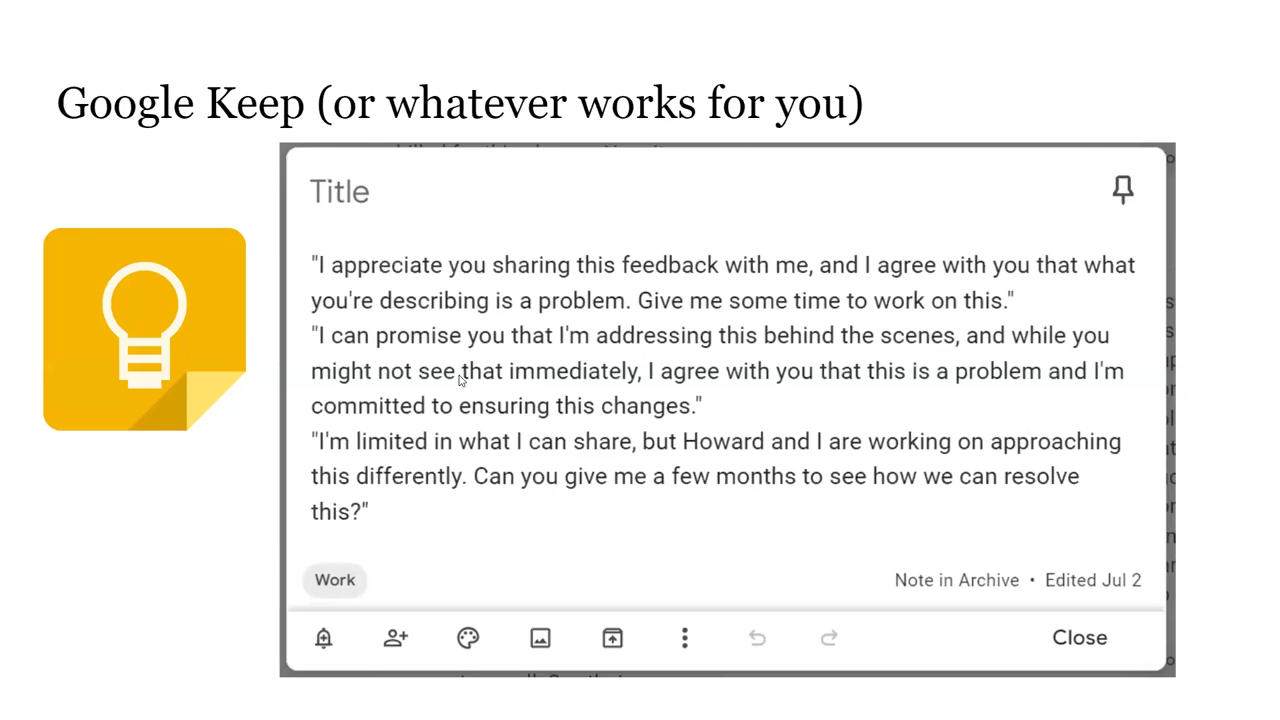 Google Keep (or whatever works for you)
Title
"I appreciate you sharing this feedback with me, and I agree with you that what
you're describing is a problem. Give me some time to work on this."
"I can promise you that I'm addressing this behind the scenes, and while you
might not see that immediately, I agree with you that this is a problem and I'm
committed to ensuring this changes."
"I'm limited in what I can share, but Howard and I are working on approaching
this differently. Can you give me a few months to see how we can resolve
this?"
Work
Note in Archive • Edited Jul 2
Close